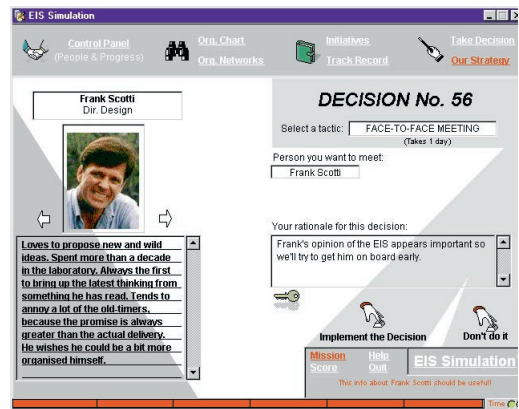 EIS Simulation
Control Panel
(People & Progress)
Org. Chart
Org. Networks
Initiatives
Track Record
Take Decision
Our Strategy
Frank Scotti
Dir. Design
Loves to propose new and wild
ideas. Spent more than a decade
in the laboratory. Always the first
to bring up the latest thinking from
something he has read. Tends to
annoy a lot of the old-timers,
because the promise is always
greater than the actual delivery.
He wishes he could be a bit more
organised himself.
DECISION No. 56
Select a tactic: FACE-TO-FACE MEETING
(Takes 1 day)
Person you want to meet:
Frank Scotti
Your rationale for this decision:
Frank's opinion of the EIS appears important so
we'll try to get him on board early.
Implement the Decision
Don't do it
Mission
Help
Score
Quit
EIS Simulation
This info about Frank Scotti should be useful!
Time